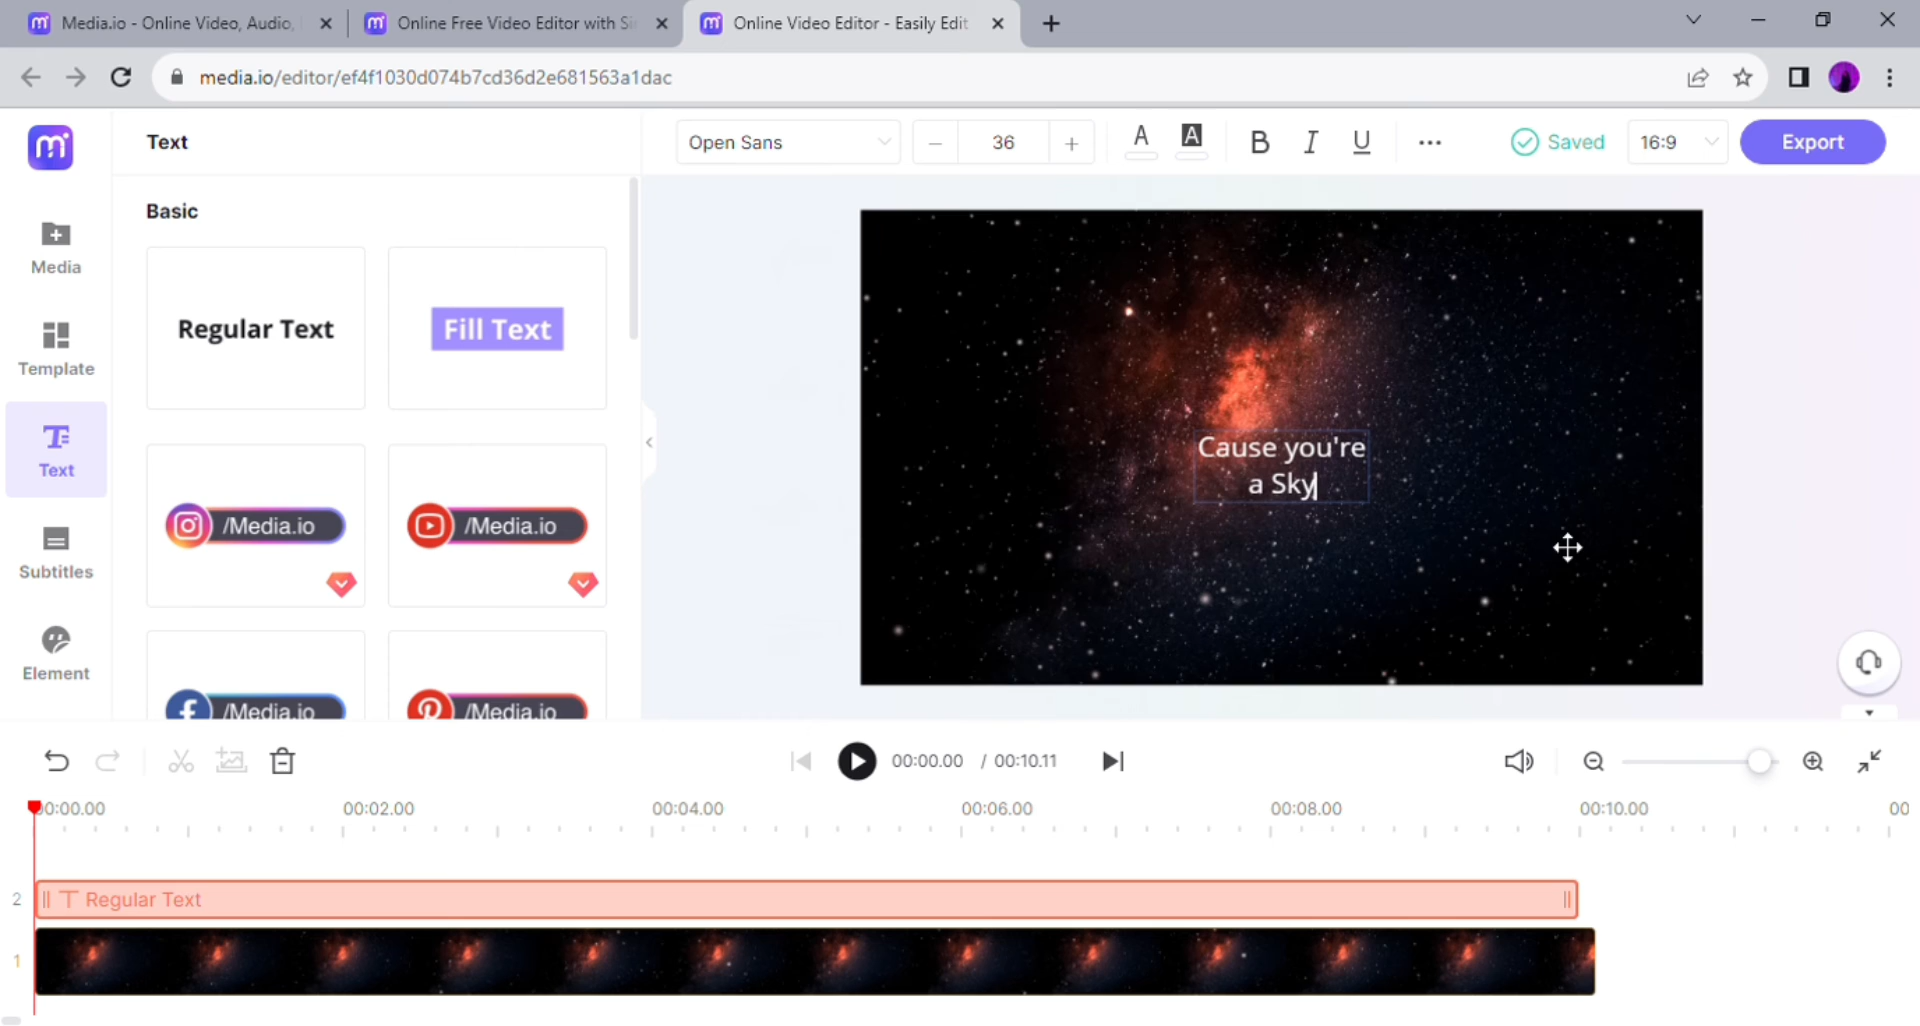 Media.io - Online Video, Audio,
Online Free Video Editor with Si
Online Video Editor - Easily Edit
media.io/editor/ef4f1030d074b7cd36d2e681563a1dac
Text
Open Sans
36
A
A
B
I
U
Saved
16:9
Export
Media
Template
Text
Subtitles
Element
Basic
Regular Text
Fill Text
/Media.io
/Media.io
/Media.io
/Media.io
Cause you're
a Sky
00:00.00 / 00:10.11
0:00.00
00:02.00
00:04.00
00:06.00
00:08.00
00:10.00
00
2
Regular Text
1